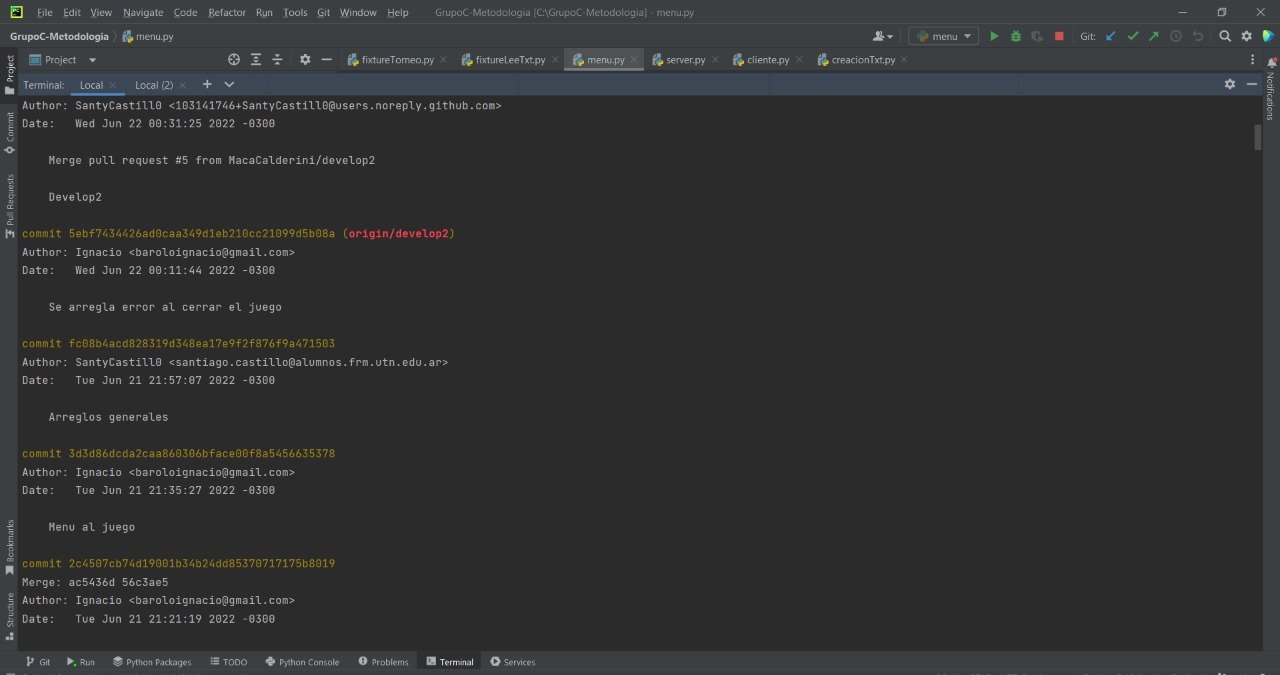 File Edit View Navigate Code Refactor Run Tools Git Window Help GrupoC-Metodologia [C:\GrupoC-Metodologia] - menu.py
GrupoC-Metodologia menu.py menu Git:
Project fixtureTorneo.py fixtureLeeTxt.py menu.py server.py cliente.py creacionTxt.py
Terminal: Local Local (2)
Author: SantyCastill0 <103141746+SantyCastill0@users.noreply.github.com>
Date:   Wed Jun 22 00:31:25 2022 -0300
Merge pull request #5 from MacaCalderini/develop2
Develop2
commit 5ebf7434426ad0caa349d1eb210cc21099d5b08a (origin/develop2)
Author: Ignacio <baroloignacio@gmail.com>
Date:   Wed Jun 22 00:11:44 2022 -0300
Se arregla error al cerrar el juego
commit fc08b4acd828319d348ea17e9f2f876f9a471503
Author: SantyCastill0 <santiago.castillo@alumnos.frm.utn.edu.ar>
Date:   Tue Jun 21 21:57:07 2022 -0300
Arreglos generales
commit 3d3d86dcda2caa860306bface00f8a5456635378
Author: Ignacio <baroloignacio@gmail.com>
Date:   Tue Jun 21 21:35:27 2022 -0300
Menu al juego
commit 2c4507cb74d19001b34b24dd85370717175b8019
Merge: ac5436d 56c3ae5
Author: Ignacio <baroloignacio@gmail.com>
Date:   Tue Jun 21 21:21:19 2022 -0300
Project
Commit
Pull Requests
Bookmarks
Structure
Notifications
Git Run Python Packages TODO Python Console Problems Terminal Services